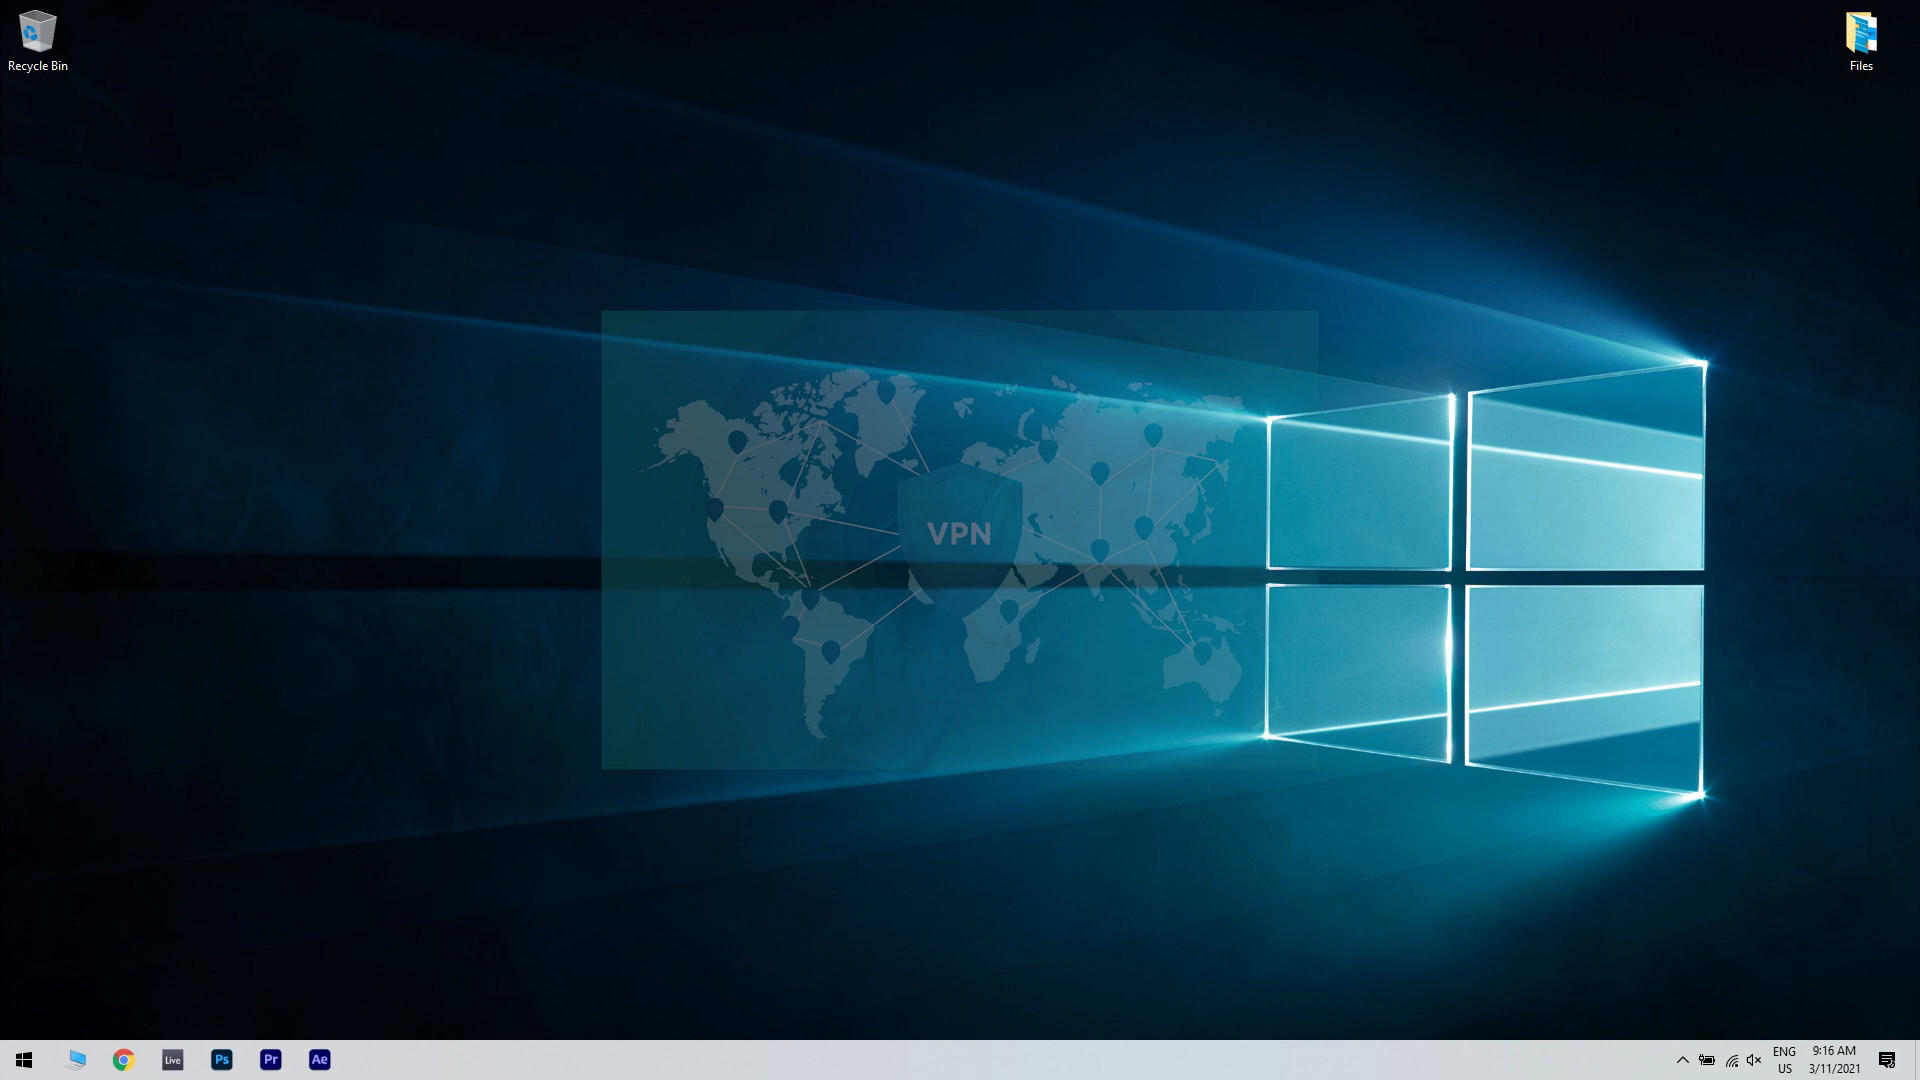 Recycle Bin
Files
VPN
Live
Ps
Pr
Ae
ENG
US
9:16 AM
3/11/2021